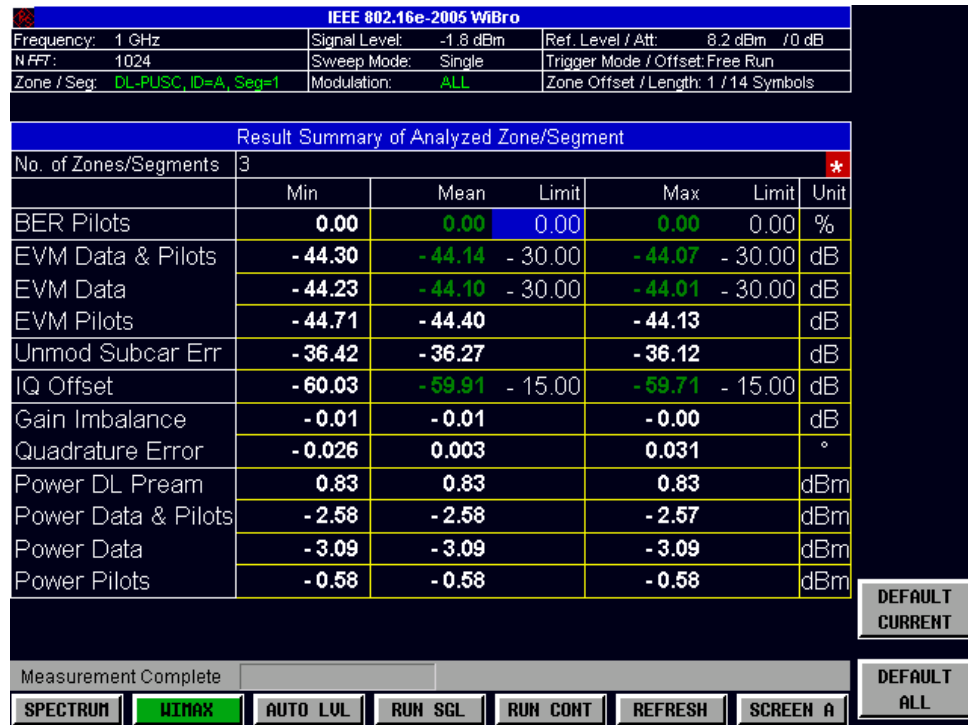 IEEE 802.16e-2005 WiBro
Frequency: 1 GHz Signal Level: -1.8 dBm Ref. Level / Att: 8.2 dBm / 0 dB
N FFT: 1024 Sweep Mode: Single Trigger Mode / Offset: Free Run
Zone / Seg: DL-PUSC, ID=A, Seg=1 Modulation: ALL Zone Offset / Length: 1 / 14 Symbols
Result Summary of Analyzed Zone/Segment
No. of Zones/Segments 3 *
Min Mean Limit Max Limit Unit
BER Pilots 0.00 0.00 0.00 0.00 0.00 %
EVM Data & Pilots - 44.30 - 44.14 - 30.00 - 44.07 - 30.00 dB
EVM Data - 44.23 - 44.10 - 30.00 - 44.01 - 30.00 dB
EVM Pilots - 44.71 - 44.40 - 44.13 dB
Unmod Subcar Err - 36.42 - 36.27 - 36.12 dB
IQ Offset - 60.03 - 59.91 - 15.00 - 59.71 - 15.00 dB
Gain Imbalance - 0.01 - 0.01 - 0.00 dB
Quadrature Error - 0.026 0.003 0.031 °
Power DL Pream 0.83 0.83 0.83 dBm
Power Data & Pilots - 2.58 - 2.58 - 2.57 dBm
Power Data - 3.09 - 3.09 - 3.09 dBm
Power Pilots - 0.58 - 0.58 - 0.58 dBm
DEFAULT
CURRENT
Measurement Complete
DEFAULT
ALL
SPECTRUM WIMAX AUTO LVL RUN SGL RUN CONT REFRESH SCREEN A